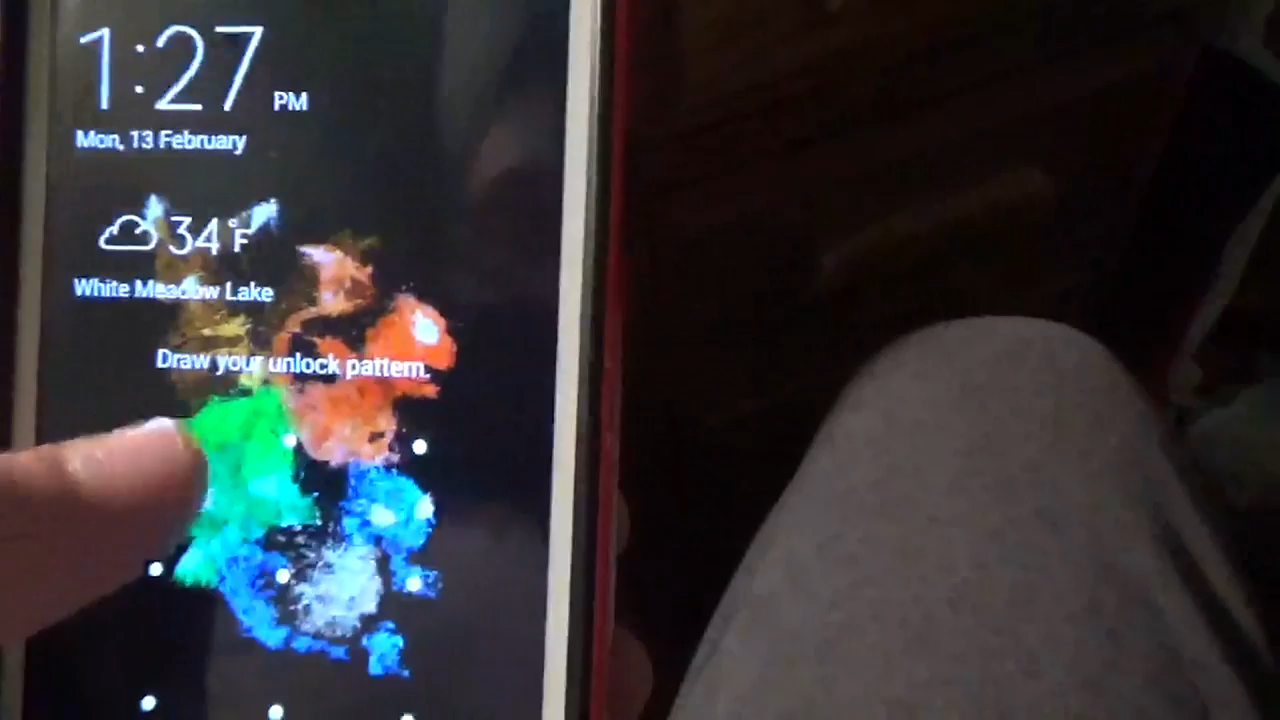 1:27 PM
Mon, 13 February
34°F
White Meadow Lake
Draw your unlock pattern.